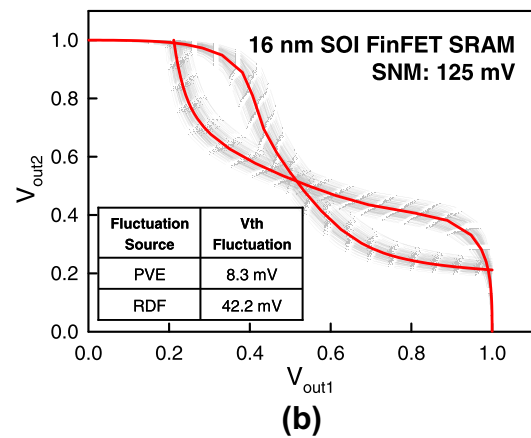 16 nm SOI FinFET SRAM
SNM: 125 mV
1.0
0.8
0.6
0.4
0.2
0.0
Vout2
Fluctuation Source
Vth Fluctuation
PVE
8.3 mV
RDF
42.2 mV
0.0
0.2
0.4
0.6
0.8
1.0
Vout1
(b)